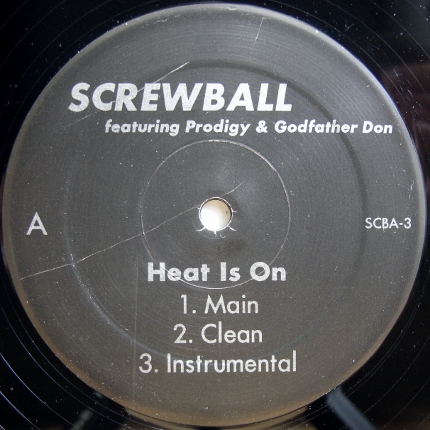 SCREWBALL
featuring Prodigy & Godfather Don
A
SCBA-3
Heat Is On
1. Main
2. Clean
3. Instrumental